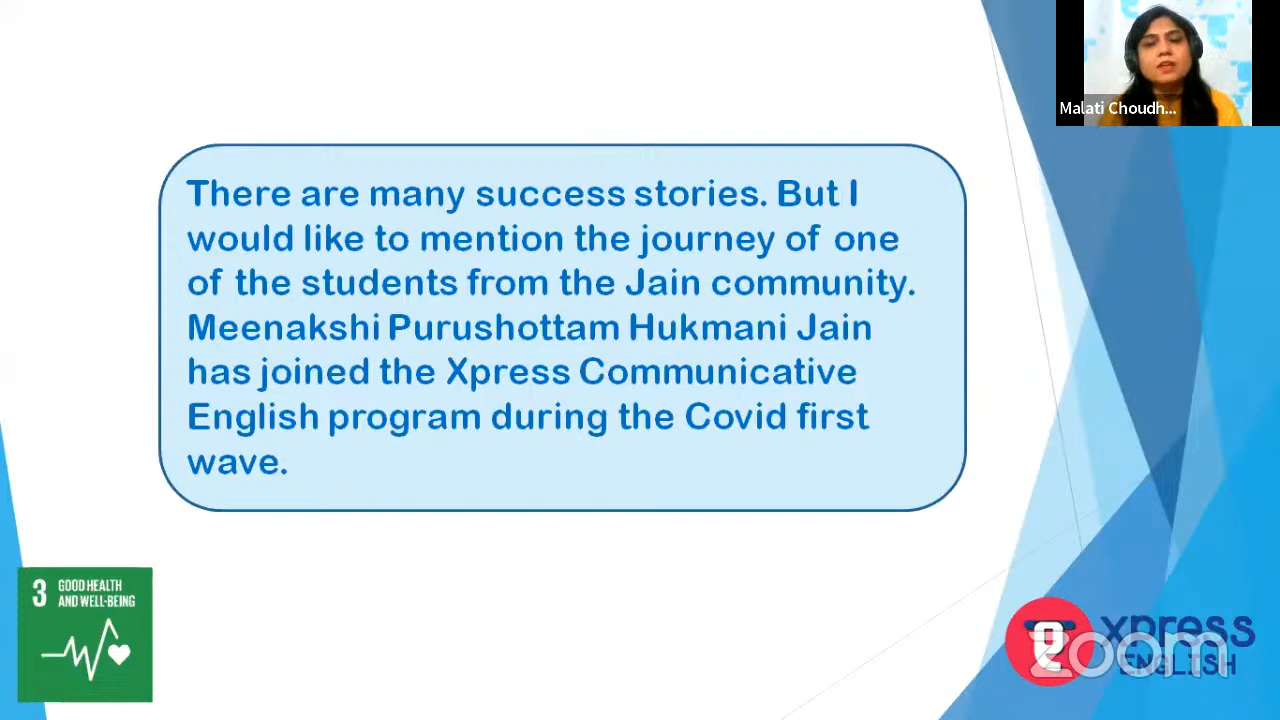 Malati Choudh...
There are many success stories. But I
would like to mention the journey of one
of the students from the Jain community.
Meenakshi Purushottam Hukmani Jain
has joined the Xpress Communicative
English program during the Covid first
wave.
3 GOOD HEALTH
AND WELL-BEING
xpress
ENGLISH
zoom